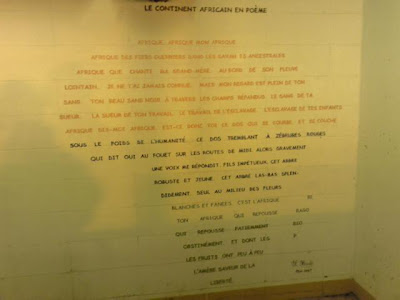 LE CONTINENT AFRICAIN EN POÈME
AFRIQUE, AFRIQUE MON AFRIQUE
AFRIQUE DES FIERS GUERRIERS DANS LES SAVANES ANCESTRALES
AFRIQUE QUE CHANTE MA GRAND-MÈRE. AU BORD DE SON FLEUVE
LOINTAIN. JE NE T'AI JAMAIS CONNUE. MAIS MON REGARD EST PLEIN DE TON
SANG. TON BEAU SANG NOIR À TRAVERS LES CHAMPS RÉPANDU. LE SANG DE TA
SUEUR. LA SUEUR DE TON TRAVAIL. LE TRAVAIL DE L'ESCLAVAGE. L'ESCLAVAGE DE TES ENFANTS
AFRIQUE DIS-MOI AFRIQUE. EST-CE DONC TOI CE DOS QUI SE COURBE. ET SE COUCHE
SOUS LE POIDS DE L'HUMANITÉ. CE DOS TREMBLANT À ZÉBRURES ROUGES
QUI DIT OUI AU FOUET SUR LES ROUTES DE MIDI. ALORS GRAVEMENT
UNE VOIX ME RÉPONDIT. FILS IMPÉTUEUX. CET ARBRE
ROBUSTE ET JEUNE. CET ARBRE LÀ-BAS. SPLEN-
DIDEMENT. SEUL AU MILIEU DES FLEURS.
BLANCHES ET FANÉES. C'EST L'AFRIQUE
TON AFRIQUE QUI REPOUSSE
QUI REPOUSSE PATIEMMENT
OBSTINÉMENT. ET DONT LES
LES FRUITS ONT PEU À PEU
L'AMÈRE SAVEUR DE LA
LIBERTÉ.